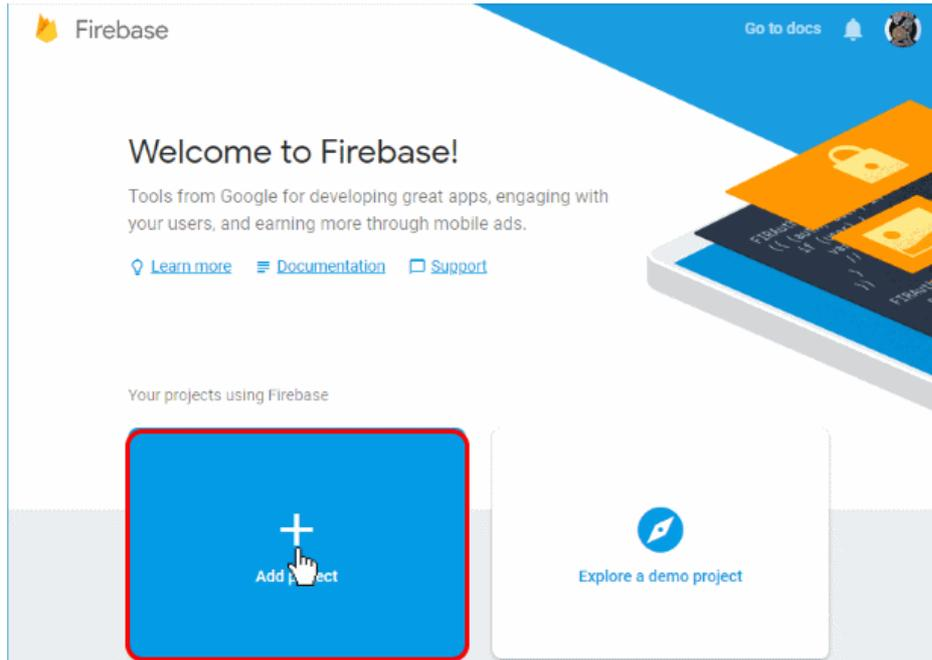 Firebase
Go to docs
Welcome to Firebase!
Tools from Google for developing great apps, engaging with
your users, and earning more through mobile ads.
Learn more Documentation Support
Your projects using Firebase
Add project
Explore a demo project